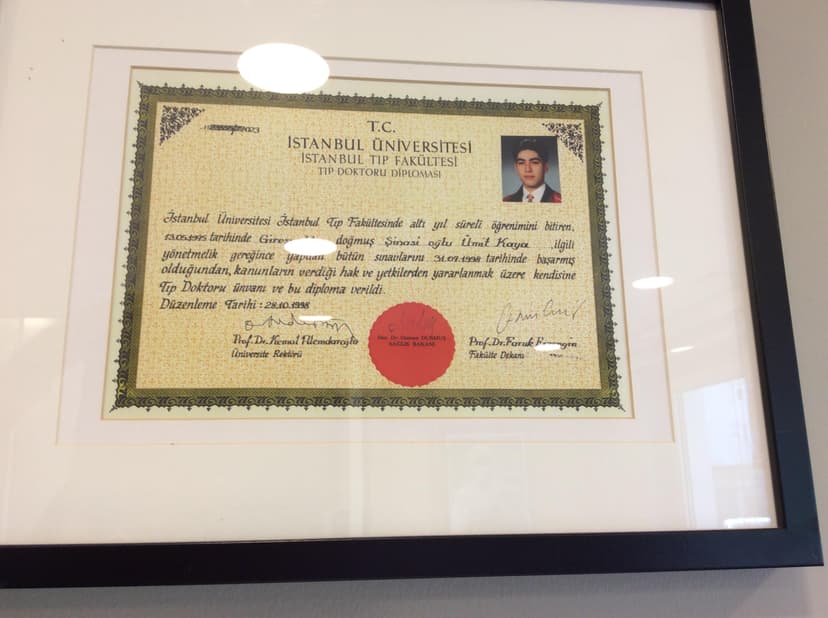 T.C.
İSTANBUL ÜNİVERSİTESİ
İSTANBUL TIP FAKÜLTESİ
TIP DOKTORU DİPLOMASI
İstanbul Üniversitesi İstanbul Tıp Fakültesinde altı yıl süreli öğrenimini bitiren,
tarihinde doğmuş Şinasi oğlu Ümit Kaya ,ilgili
yönetmelik gereğince yapılan bütün sınavlarını 31.07.1998 tarihinde başarmış
olduğundan, kanunların verdiği hak ve yetkilerden yararlanmak üzere kendisine
Tıp Doktoru ünvanı ve bu diploma verildi.
Düzenleme Tarihi : 28.10.1998
Prof.Dr.Kemal Alemdaroğlu
Üniversite Rektörü
SAĞLIK BAKANI
Prof.Dr.Faruk
Fakülte Dekanı